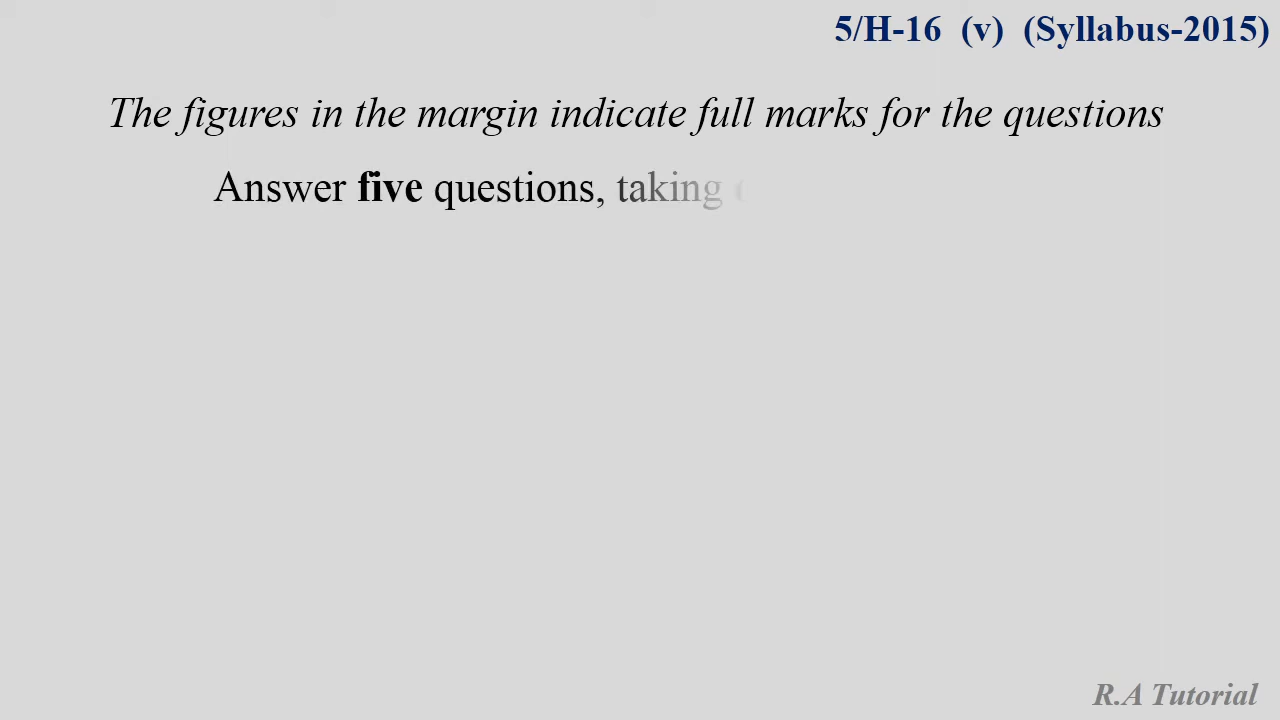 5/H-16 (v) (Syllabus-2015)
The figures in the margin indicate full marks for the questions
Answer five questions, taking
R.A Tutorial